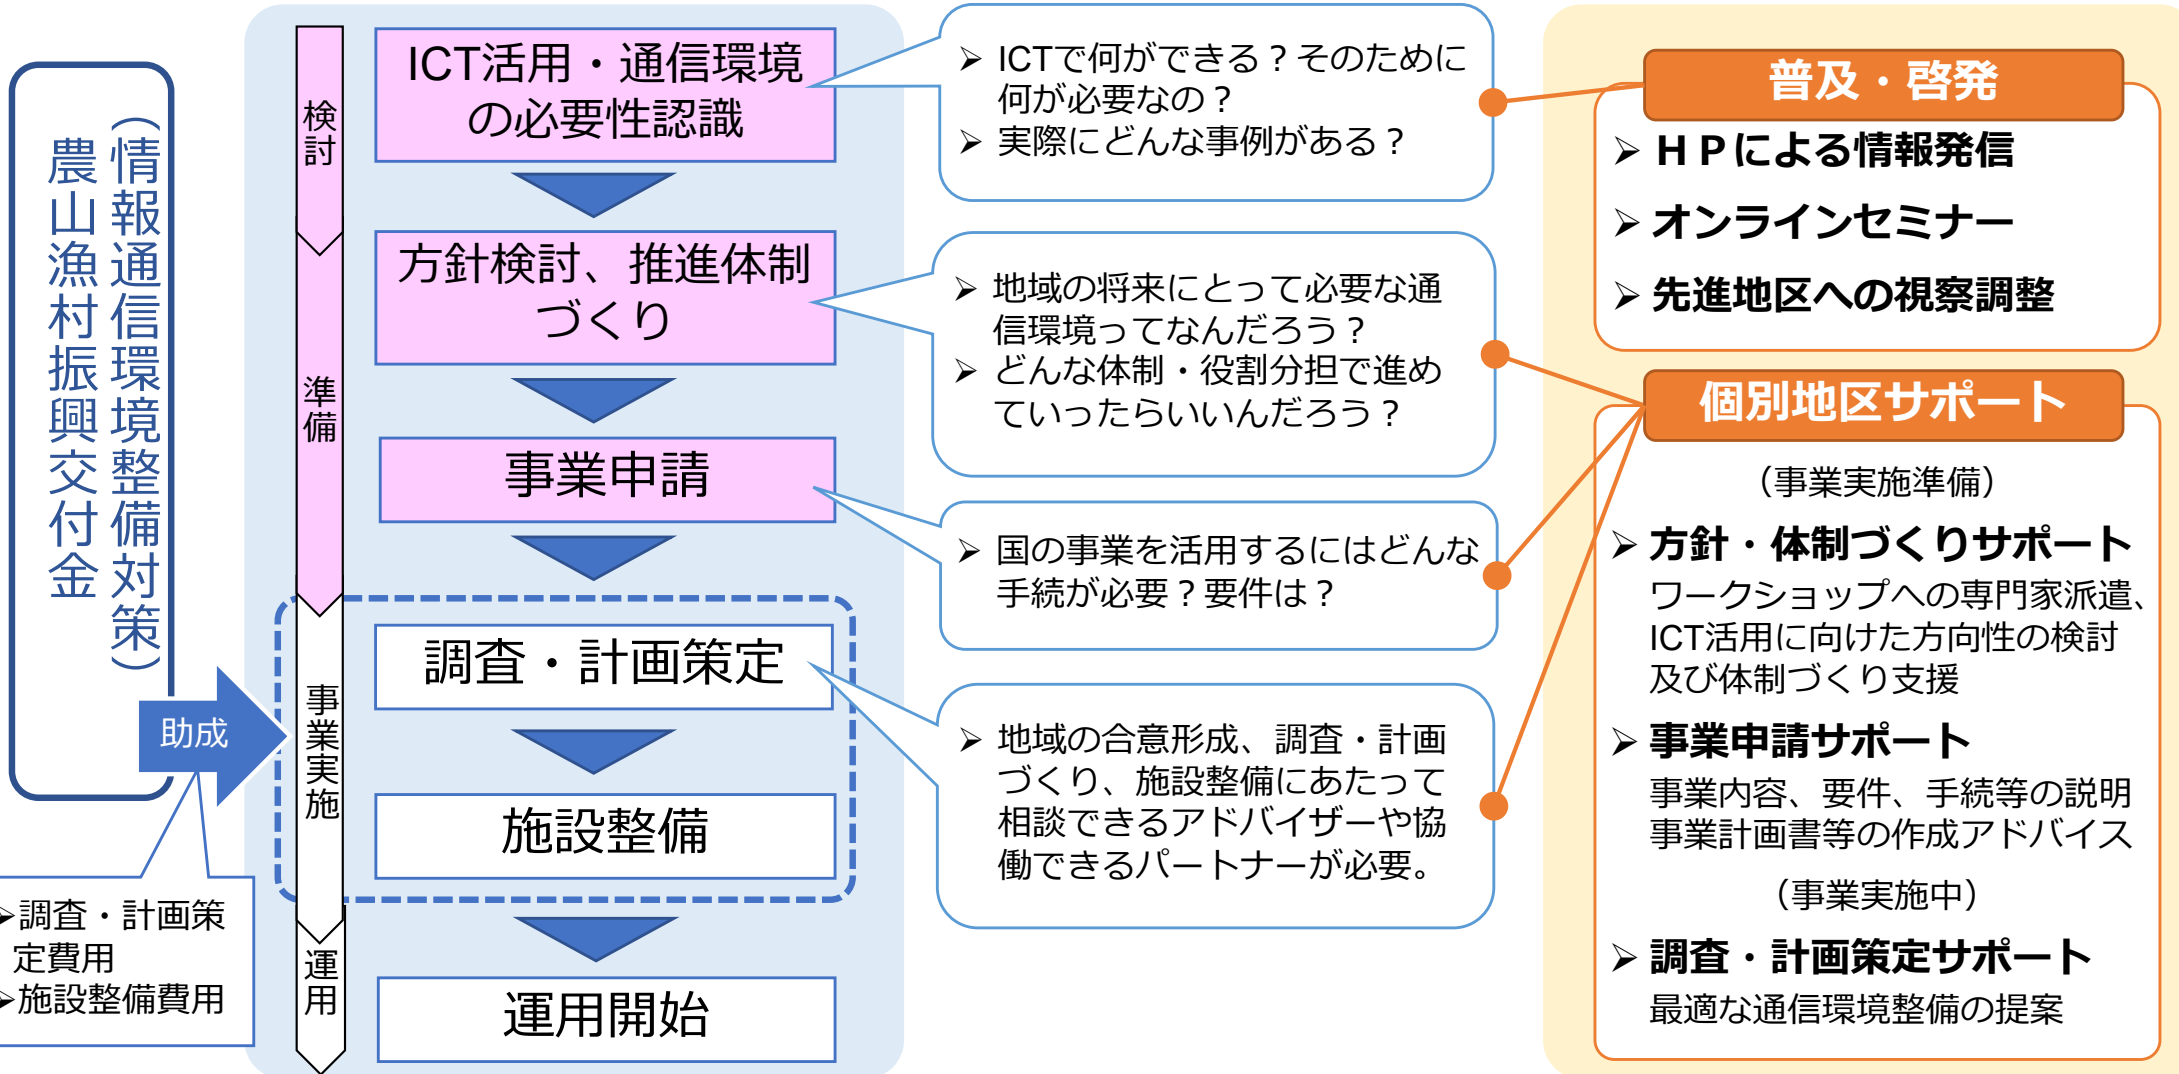 農山漁村振興交付金
（情報通信環境整備対策）
助成
➢調査・計画策
定費用
➢施設整備費用
検討
準備
事業実施
運用
ICT活用・通信環境
の必要性認識
方針検討、推進体制
づくり
事業申請
調査・計画策定
施設整備
運用開始
➢ ICTで何ができる？そのために
何が必要なの？
➢ 実際にどんな事例がある？
➢ 地域の将来にとって必要な通
信環境ってなんだろう？
➢ どんな体制・役割分担で進め
ていったらいいんだろう？
➢ 国の事業を活用するにはどんな
手続が必要？要件は？
➢ 地域の合意形成、調査・計画
づくり、施設整備にあたって
相談できるアドバイザーや協
働できるパートナーが必要。
普及・啓発
➢ ＨＰによる情報発信
➢ オンラインセミナー
➢ 先進地区への視察調整
個別地区サポート
（事業実施準備）
➢ 方針・体制づくりサポート
ワークショップへの専門家派遣、
ICT活用に向けた方向性の検討
及び体制づくり支援
➢ 事業申請サポート
事業内容、要件、手続等の説明
事業計画書等の作成アドバイス
（事業実施中）
➢ 調査・計画策定サポート
最適な通信環境整備の提案